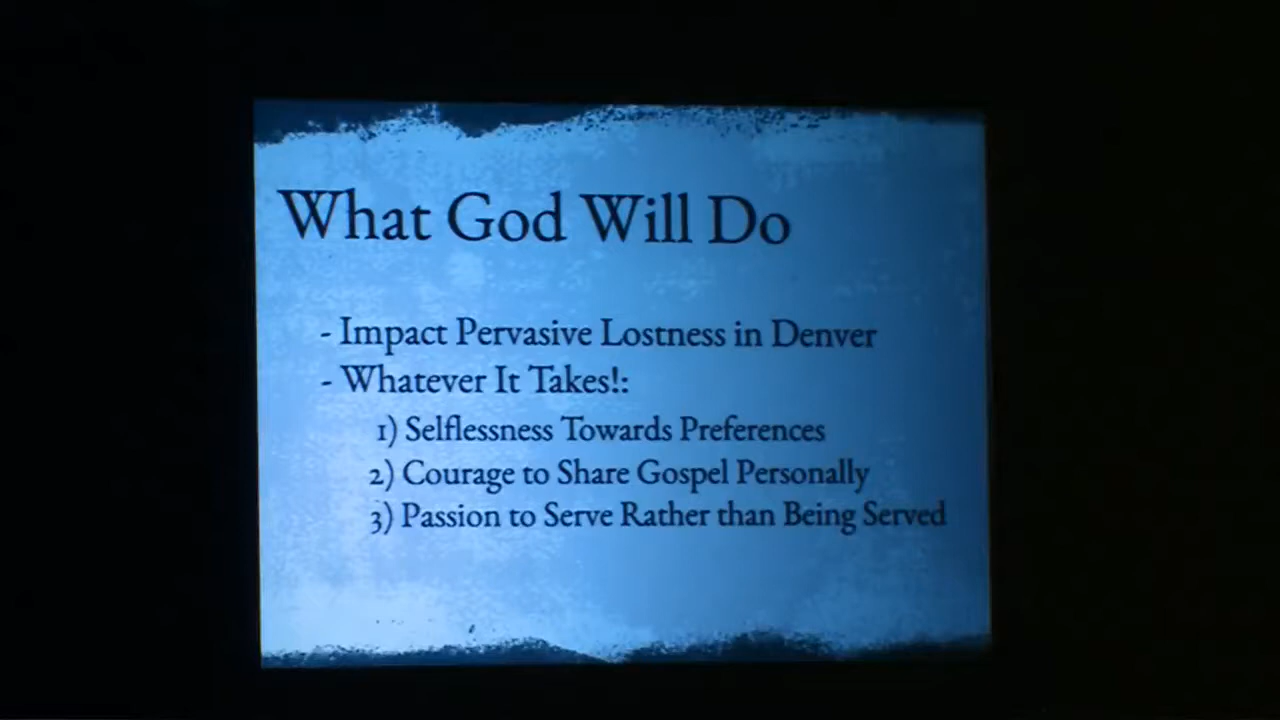 What God Will Do
- Impact Pervasive Lostness in Denver
- Whatever It Takes!:
1) Selflessness Towards Preferences
2) Courage to Share Gospel Personally
3) Passion to Serve Rather than Being Served